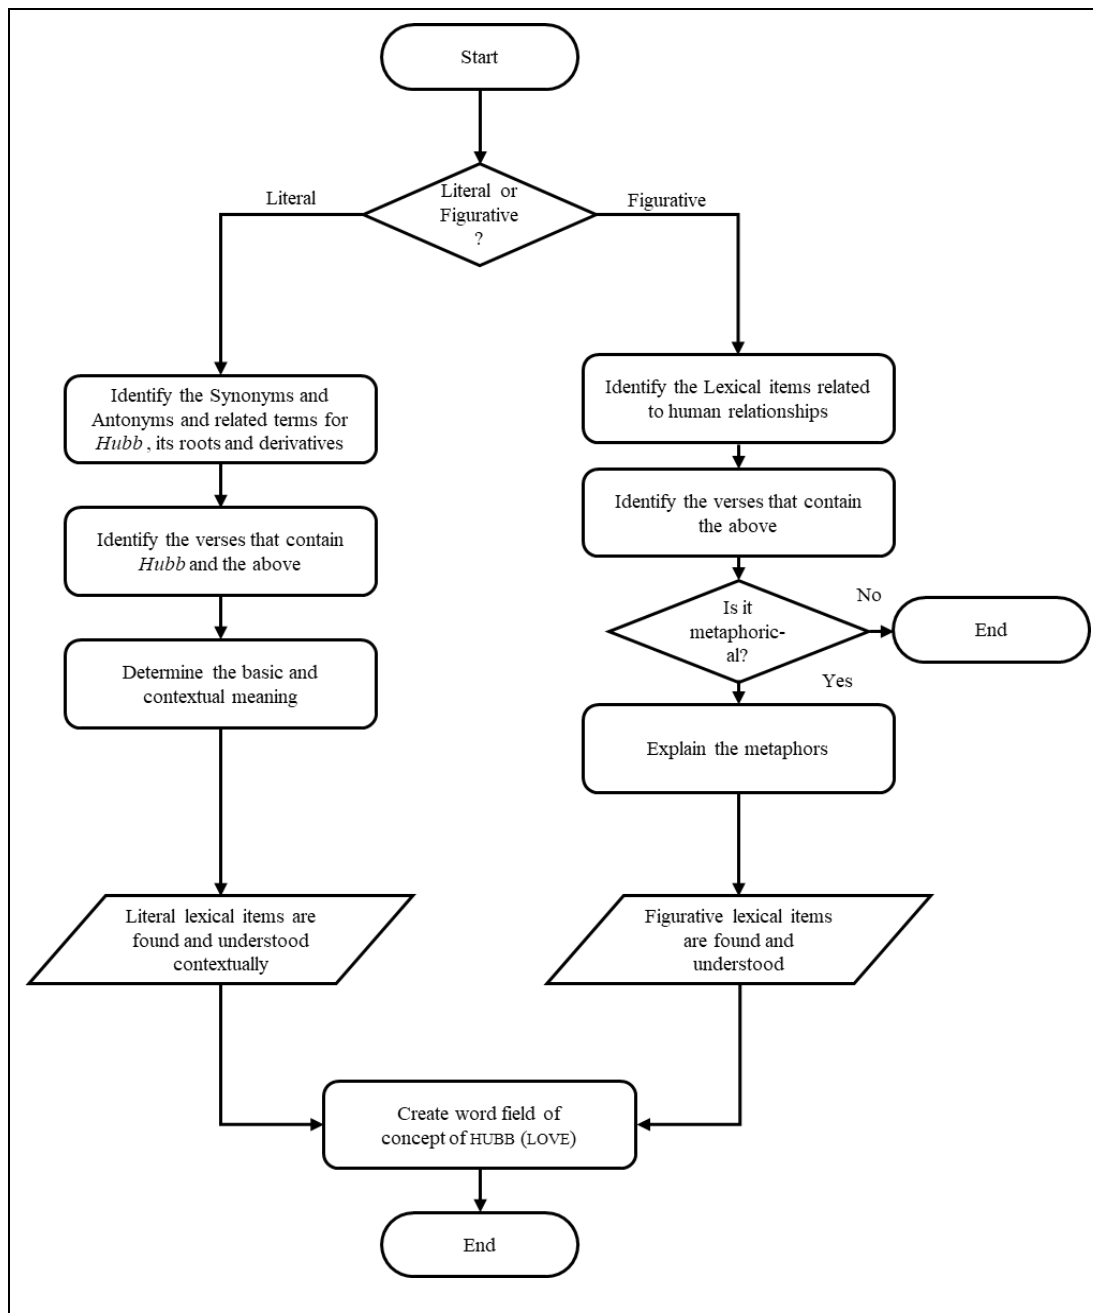 Start
Literal or
Figurative
?
Literal
Figurative
Identify the Synonyms and
Antonyms and related terms for
Hubb , its roots and derivatives
Identify the verses that contain
Hubb and the above
Determine the basic and
contextual meaning
Literal lexical items are
found and understood
contextually
Identify the Lexical items related
to human relationships
Identify the verses that contain
the above
Is it
metaphoric-
al?
No
End
Yes
Explain the metaphors
Figurative lexical items
are found and
understood
Create word field of
concept of HUBB (LOVE)
End